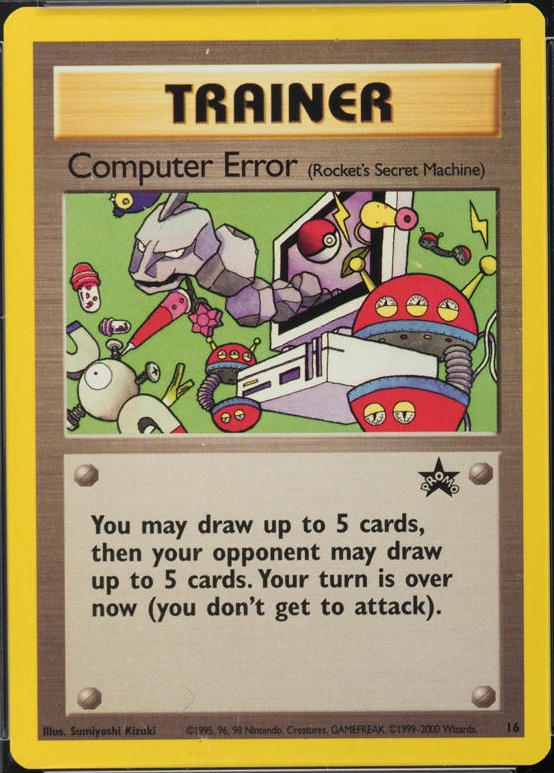 TRAINER
Computer Error (Rocket's Secret Machine)
PROMO
You may draw up to 5 cards,
then your opponent may draw
up to 5 cards. Your turn is over
now (you don't get to attack).
Illus. Sumiyoshi Kizuki ©1995, 96, 98 Nintendo, Creatures, GAMEFREAK. ©1999-2000 Wizards. 16